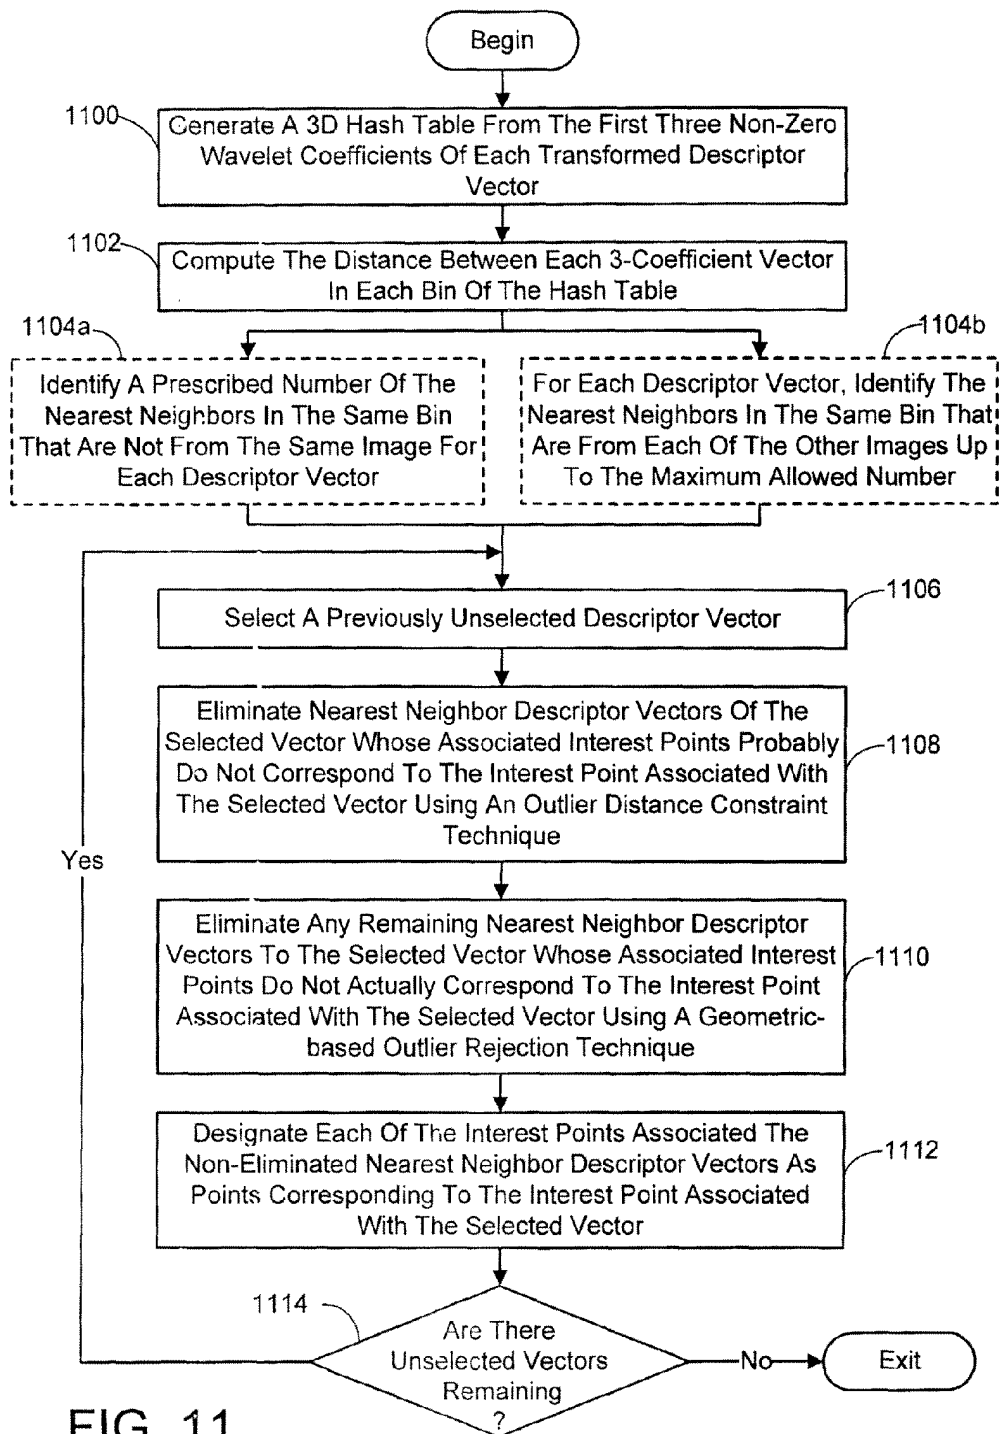 Begin
1100
Generate A 3D Hash Table From The First Three Non-Zero
Wavelet Coefficients Of Each Transformed Descriptor
Vector
1102
Compute The Distance Between Each 3-Coefficient Vector
In Each Bin Of The Hash Table
1104a
1104b
Identify A Prescribed Number Of The
Nearest Neighbors In The Same Bin
That Are Not From The Same Image For
Each Descriptor Vector
For Each Descriptor Vector, Identify The
Nearest Neighbors In The Same Bin That
Are From Each Of The Other Images Up
To The Maximum Allowed Number
1106
Select A Previously Unselected Descriptor Vector
Eliminate Nearest Neighbor Descriptor Vectors Of The
Selected Vector Whose Associated Interest Points Probably
Do Not Correspond To The Interest Point Associated With
The Selected Vector Using An Outlier Distance Constraint
Technique
1108
Yes
Eliminate Any Remaining Nearest Neighbor Descriptor
Vectors To The Selected Vector Whose Associated Interest
Points Do Not Actually Correspond To The Interest Point
Associated With The Selected Vector Using A Geometric-
based Outlier Rejection Technique
1110
Designate Each Of The Interest Points Associated The
Non-Eliminated Nearest Neighbor Descriptor Vectors As
Points Corresponding To The Interest Point Associated
With The Selected Vector
1112
1114
Are There
Unselected Vectors
Remaining
?
No
Exit
FIG. 11